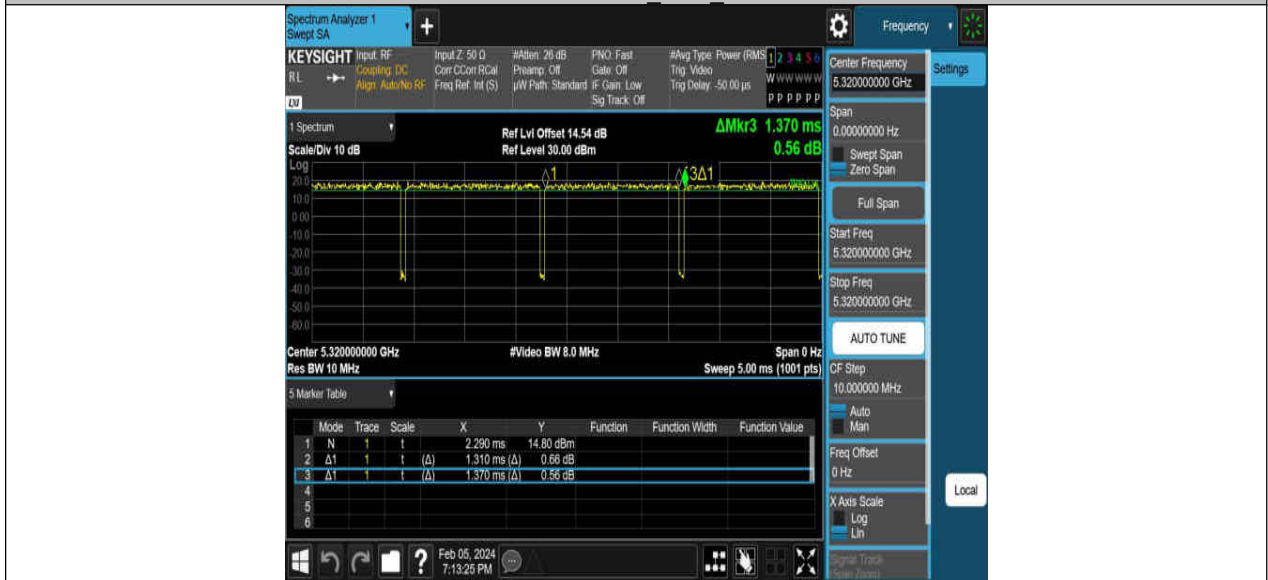 Spectrum Analyzer 1
Swept SA
+
Frequency
KEYSIGHT
Input: RF
Coupling: DC
Align: Auto/No RF
Input Z: 50 Ω
Corr CCorr RCal
Freq Ref: Int (S)
#Atten: 26 dB
Preamp: Off
µW Path: Standard
PNO: Fast
Gate: Off
IF Gain: Low
Sig Track: Off
#Avg Type: Power (RMS
Trig: Video
Trig Delay: -50.00 µs
1 2 3 4 5 6
W W W W W W
P P P P P P
RL
LXI
1 Spectrum
Scale/Div 10 dB
Ref Lvl Offset 14.54 dB
Ref Level 30.00 dBm
ΔMkr3 1.370 ms
0.56 dB
Log
20.0
10.0
0.00
-10.0
-20.0
-30.0
-40.0
-50.0
-60.0
1
3Δ1
Center 5.320000000 GHz
#Video BW 8.0 MHz
Span 0 Hz
Res BW 10 MHz
Sweep 5.00 ms (1001 pts)
5 Marker Table
Mode Trace Scale X Y Function Function Width Function Value
1 N 1 t 2.290 ms 14.80 dBm
2 Δ1 1 t (Δ) 1.310 ms (Δ) 0.66 dB
3 Δ1 1 t (Δ) 1.370 ms (Δ) 0.56 dB
4
5
6
?
Feb 05, 2024
7:13:25 PM
Center Frequency
5.320000000 GHz
Span
0.00000000 Hz
Swept Span
Zero Span
Full Span
Start Freq
5.320000000 GHz
Stop Freq
5.320000000 GHz
AUTO TUNE
CF Step
10.000000 MHz
Auto
Man
Freq Offset
0 Hz
X Axis Scale
Log
Lin
Signal Track
(Span Zoom)
Settings
Local